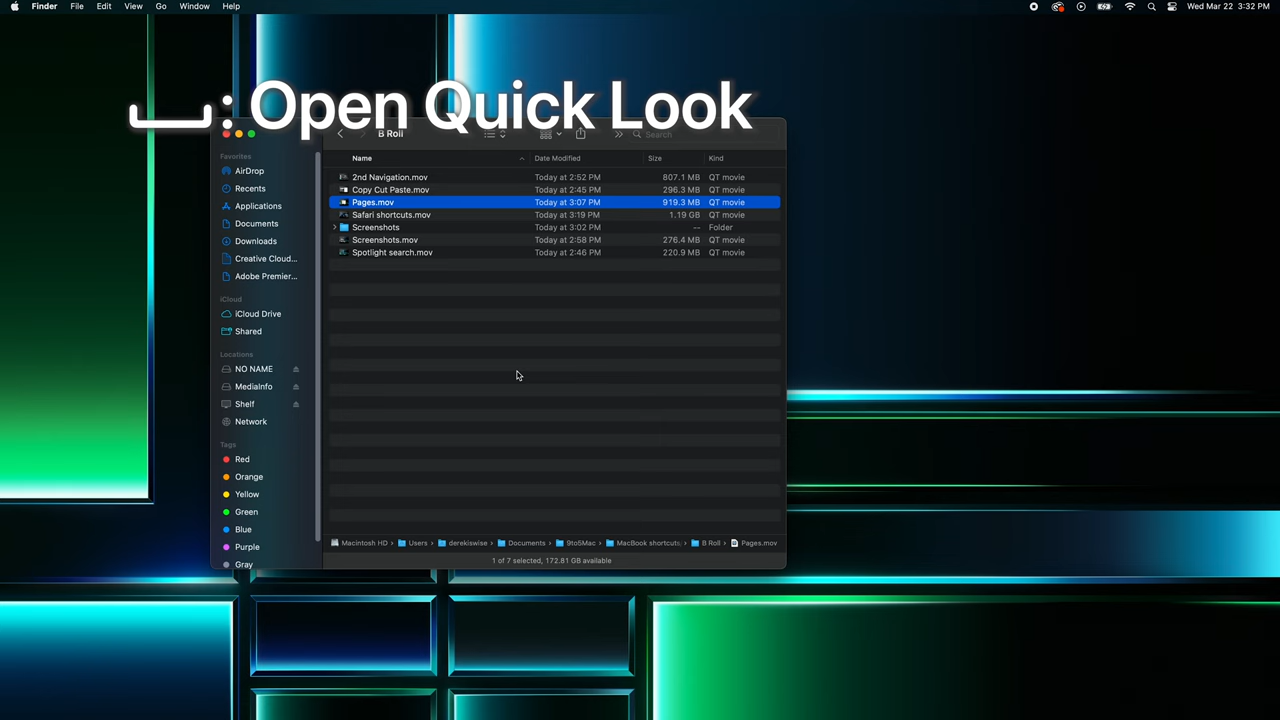 Finder File Edit View Go Window Help Wed Mar 22 3:32 PM
: Open Quick Look
B Roll Search
Favorites
AirDrop
Recents
Applications
Documents
Downloads
Creative Cloud...
Adobe Premier...
iCloud
iCloud Drive
Shared
Locations
NO NAME
MediaInfo
Shelf
Network
Tags
Red
Orange
Yellow
Green
Blue
Purple
Gray
Name Date Modified Size Kind
2nd Navigation.mov Today at 2:52 PM 807.1 MB QT movie
Copy Cut Paste.mov Today at 2:45 PM 296.3 MB QT movie
Pages.mov Today at 3:07 PM 919.3 MB QT movie
Safari shortcuts.mov Today at 3:19 PM 1.19 GB QT movie
Screenshots Today at 3:02 PM -- Folder
Screenshots.mov Today at 2:58 PM 276.4 MB QT movie
Spotlight search.mov Today at 2:46 PM 220.9 MB QT movie
Macintosh HD › Users › derekiswise › Documents › 9to5Mac › MacBook shortcuts › B Roll › Pages.mov
1 of 7 selected, 172.81 GB available